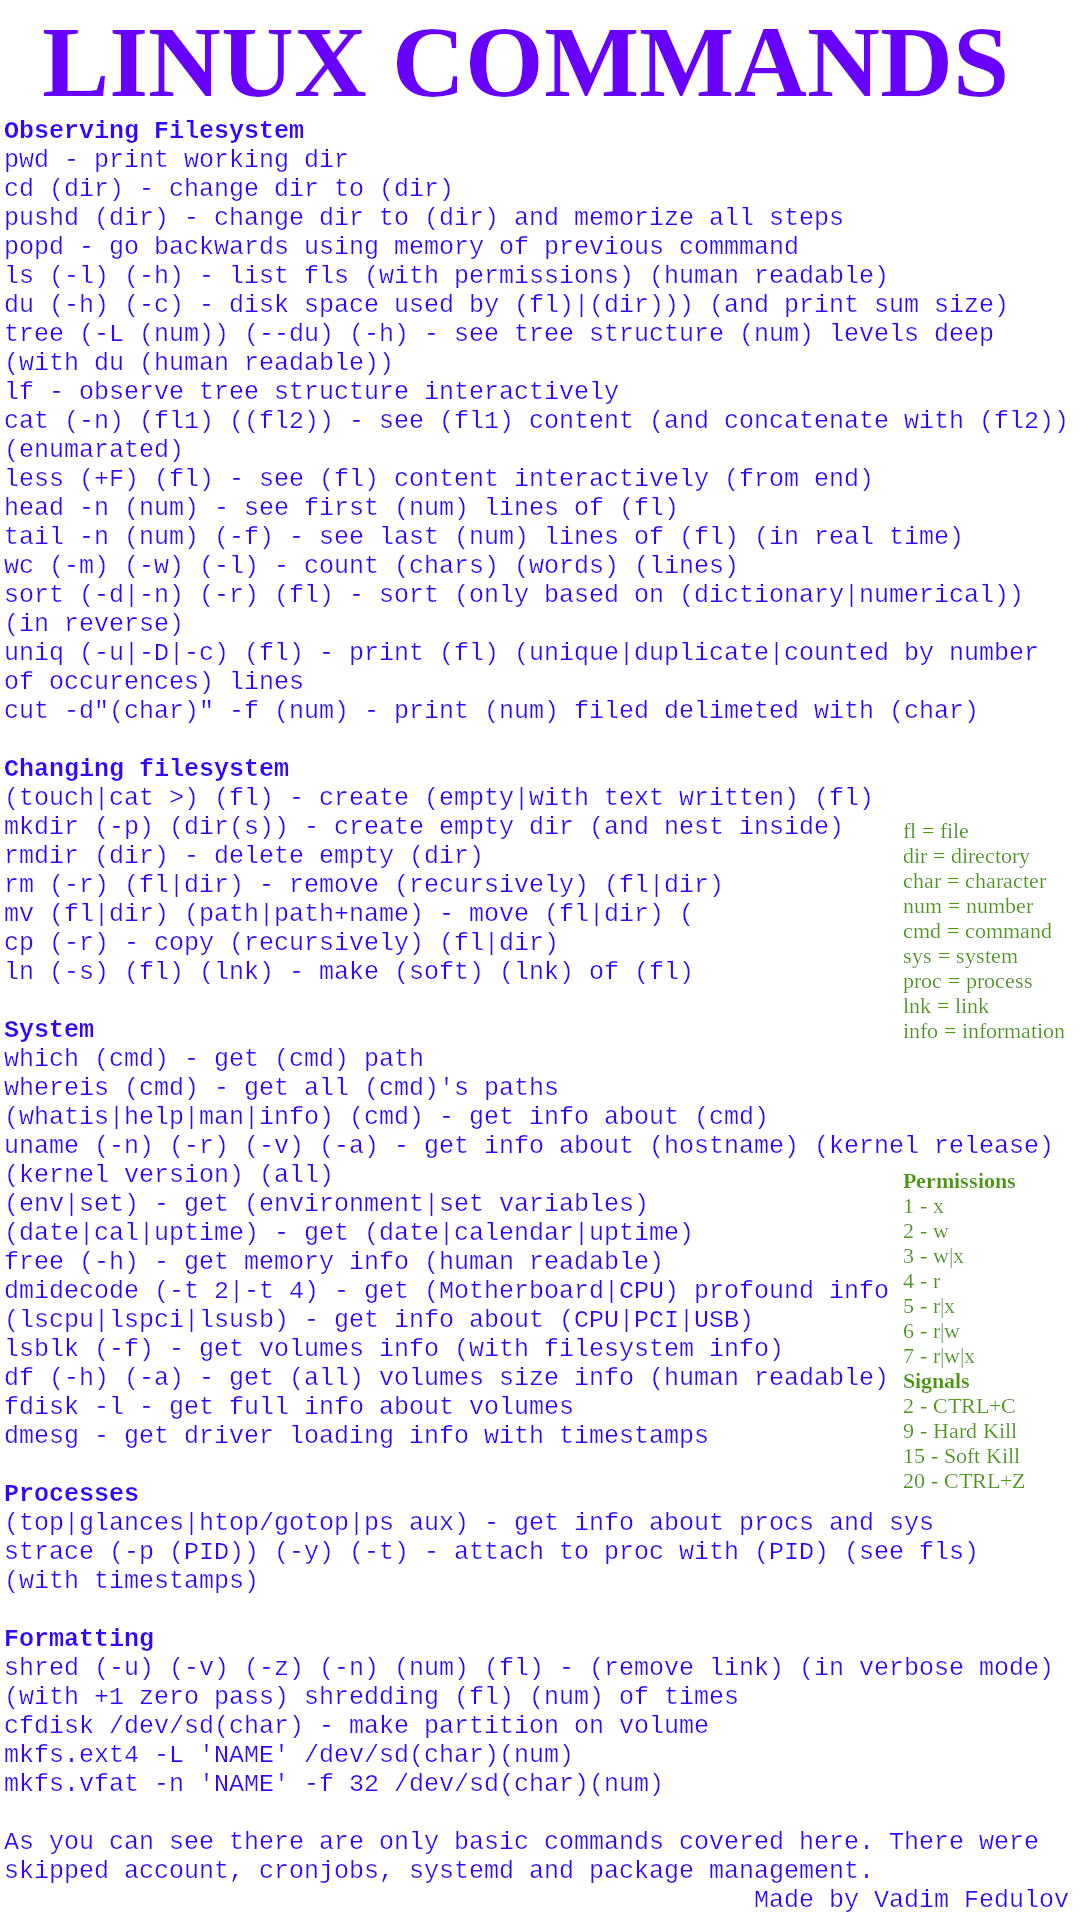 LINUX COMMANDS
Observing Filesystem
pwd - print working dir
cd (dir) - change dir to (dir)
pushd (dir) - change dir to (dir) and memorize all steps
popd - go backwards using memory of previous commmand
ls (-l) (-h) - list fls (with permissions) (human readable)
du (-h) (-c) - disk space used by (fl)|(dir))) (and print sum size)
tree (-L (num)) (--du) (-h) - see tree structure (num) levels deep
(with du (human readable))
lf - observe tree structure interactively
cat (-n) (fl1) ((fl2)) - see (fl1) content (and concatenate with (fl2))
(enumarated)
less (+F) (fl) - see (fl) content interactively (from end)
head -n (num) - see first (num) lines of (fl)
tail -n (num) (-f) - see last (num) lines of (fl) (in real time)
wc (-m) (-w) (-l) - count (chars) (words) (lines)
sort (-d|-n) (-r) (fl) - sort (only based on (dictionary|numerical))
(in reverse)
uniq (-u|-D|-c) (fl) - print (fl) (unique|duplicate|counted by number
of occurences) lines
cut -d"(char)" -f (num) - print (num) filed delimeted with (char)

Changing filesystem
(touch|cat >) (fl) - create (empty|with text written) (fl)
mkdir (-p) (dir(s)) - create empty dir (and nest inside)
rmdir (dir) - delete empty (dir)
rm (-r) (fl|dir) - remove (recursively) (fl|dir)
mv (fl|dir) (path|path+name) - move (fl|dir) (
cp (-r) - copy (recursively) (fl|dir)
ln (-s) (fl) (lnk) - make (soft) (lnk) of (fl)

fl = file
dir = directory
char = character
num = number
cmd = command
sys = system
proc = process
lnk = link
info = information

System
which (cmd) - get (cmd) path
whereis (cmd) - get all (cmd)'s paths
(whatis|help|man|info) (cmd) - get info about (cmd)
uname (-n) (-r) (-v) (-a) - get info about (hostname) (kernel release)
(kernel version) (all)
(env|set) - get (environment|set variables)
(date|cal|uptime) - get (date|calendar|uptime)
free (-h) - get memory info (human readable)
dmidecode (-t 2|-t 4) - get (Motherboard|CPU) profound info
(lscpu|lspci|lsusb) - get info about (CPU|PCI|USB)
lsblk (-f) - get volumes info (with filesystem info)
df (-h) (-a) - get (all) volumes size info (human readable)
fdisk -l - get full info about volumes
dmesg - get driver loading info with timestamps

Permissions
1 - x
2 - w
3 - w|x
4 - r
5 - r|x
6 - r|w
7 - r|w|x
Signals
2 - CTRL+C
9 - Hard Kill
15 - Soft Kill
20 - CTRL+Z

Processes
(top|glances|htop/gotop|ps aux) - get info about procs and sys
strace (-p (PID)) (-y) (-t) - attach to proc with (PID) (see fls)
(with timestamps)

Formatting
shred (-u) (-v) (-z) (-n) (num) (fl) - (remove link) (in verbose mode)
(with +1 zero pass) shredding (fl) (num) of times
cfdisk /dev/sd(char) - make partition on volume
mkfs.ext4 -L 'NAME' /dev/sd(char)(num)
mkfs.vfat -n 'NAME' -f 32 /dev/sd(char)(num)

As you can see there are only basic commands covered here. There were
skipped account, cronjobs, systemd and package management.
Made by Vadim Fedulov